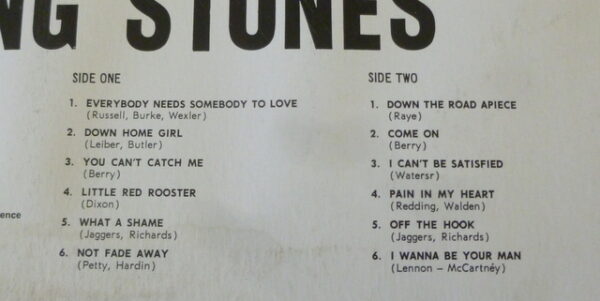 NG STONES
SIDE ONE
1. EVERYBODY NEEDS SOMEBODY TO LOVE
(Russell, Burke, Wexler)
2. DOWN HOME GIRL
(Leiber, Butler)
3. YOU CAN'T CATCH ME
(Berry)
4. LITTLE RED ROOSTER
(Dixon)
5. WHAT A SHAME
(Jaggers, Richards)
6. NOT FADE AWAY
(Petty, Hardin)
SIDE TWO
1. DOWN THE ROAD APIECE
(Raye)
2. COME ON
(Berry)
3. I CAN'T BE SATISFIED
(Watersr)
4. PAIN IN MY HEART
(Redding, Walden)
5. OFF THE HOOK
(Jaggers, Richards)
6. I WANNA BE YOUR MAN
(Lennon – McCartnéy)
ence